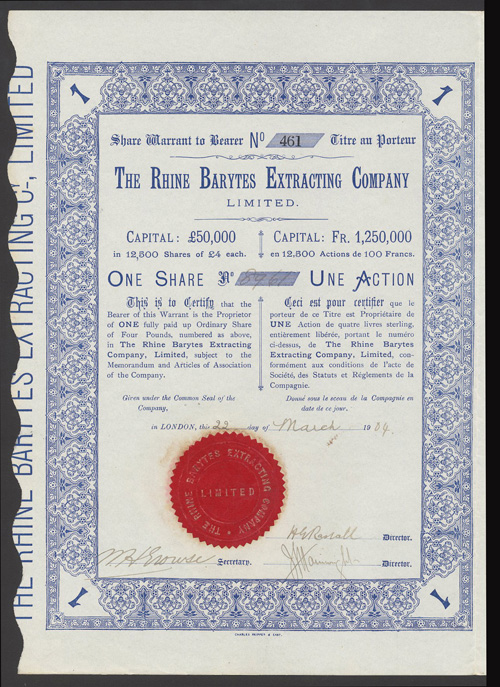 THE RHINE BARYTES EXTRACTING Co., LIMITED
1
1
Share Warrant to Bearer No 461 Titre au Porteur
THE RHINE BARYTES EXTRACTING COMPANY
LIMITED.
CAPITAL: £50,000
in 12,500 Shares of £4 each.
CAPITAL: FR. 1,250,000
en 12,500 Actions de 100 Francs.
ONE SHARE No UNE ACTION
This is to Certify that the
Bearer of this Warrant is the Proprietor
of ONE fully paid up Ordinary Share
of Four Pounds, numbered as above,
in The Rhine Barytes Extracting
Company, Limited, subject to the
Memorandum and Articles of Association
of the Company.
Given under the Common Seal of the
Company.
Ceci est pour certifier que le
porteur de ce Titre est Propriétaire de
UNE Action de quatre livres sterling,
entièrement libérée, portant le numéro
ci-dessus, de The Rhine Barytes
Extracting Company, Limited, con-
formément aux conditions de l'acte de
Société, des Statuts et Réglements de la
Compagnie.
Donné sous le sceau de la Compagnie en
date de ce jour.
in LONDON, this 22 day of March 1904.
THE RHINE BARYTES EXTRACTING COMPANY
LIMITED
Director.
Secretary.
Director.
1
1